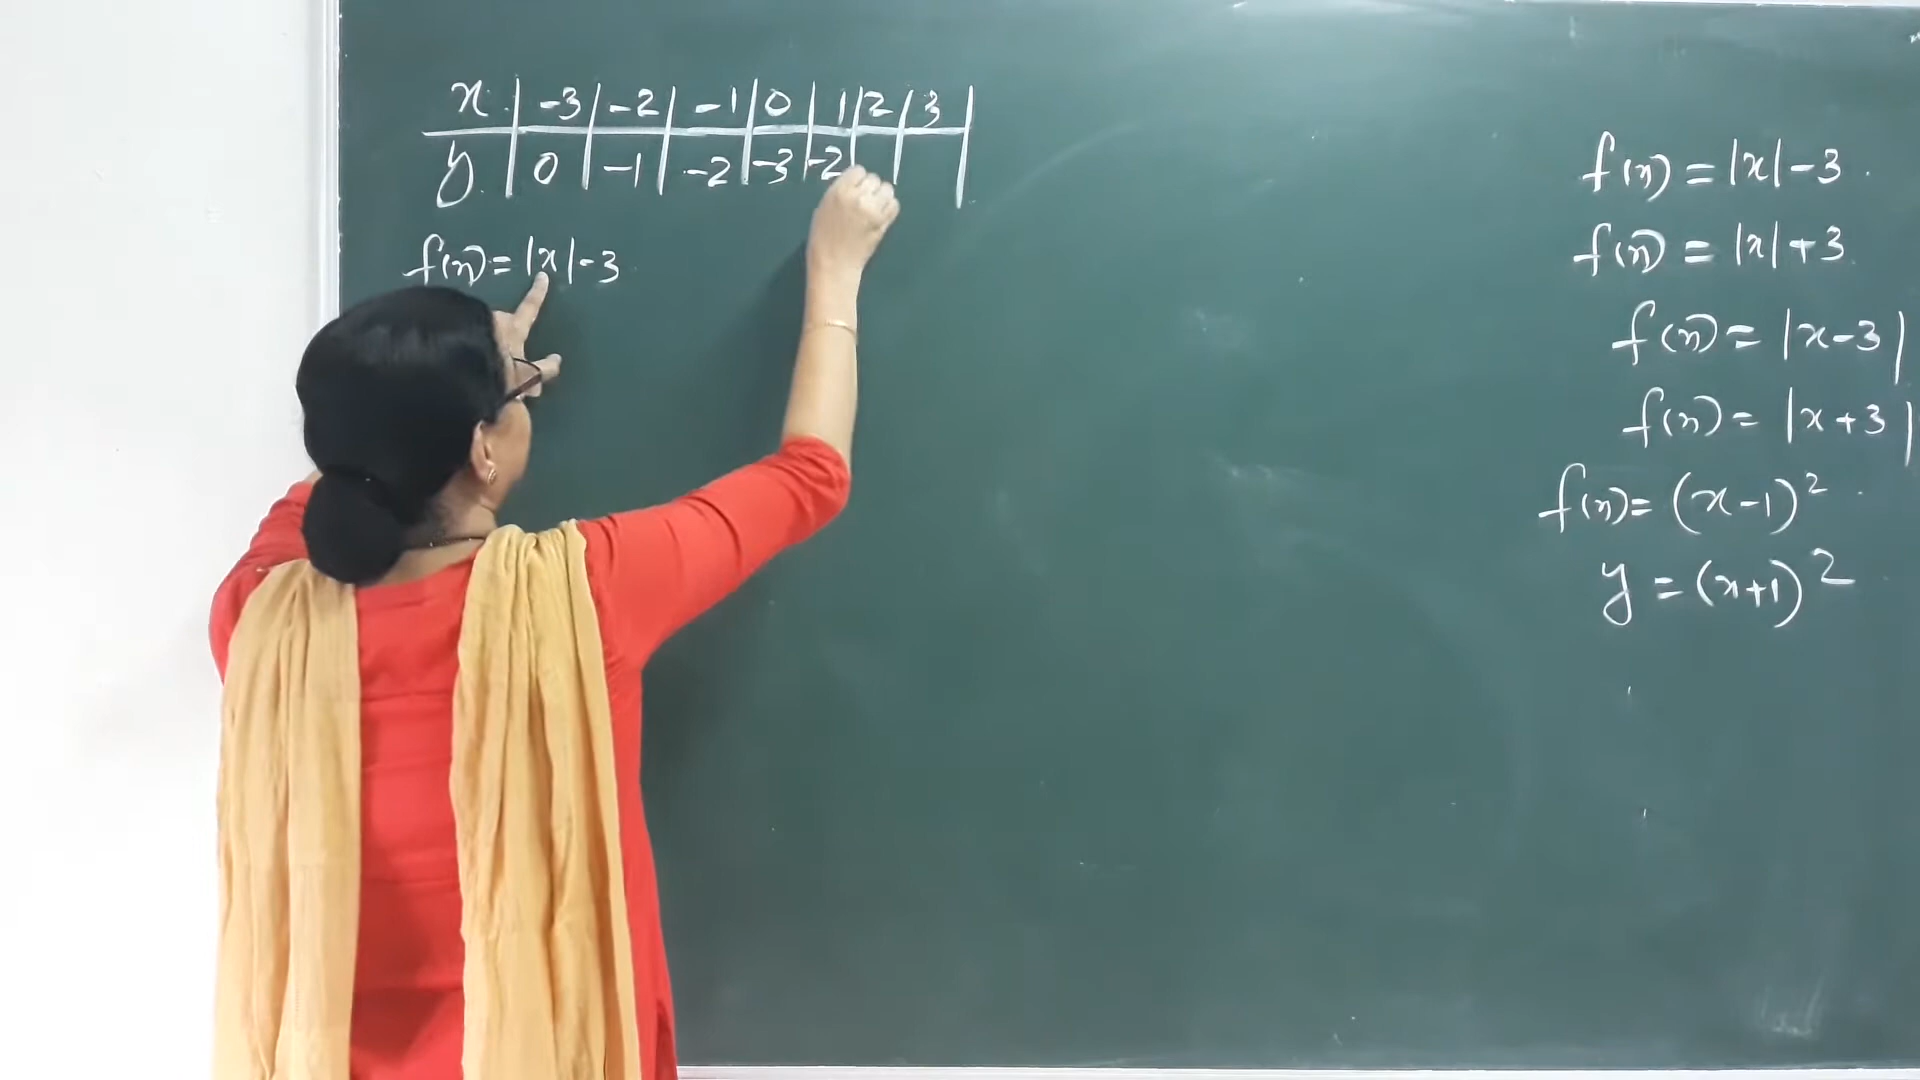 x | -3 | -2 | -1 | 0 | 1 | 2 | 3 |
y | 0 | -1 | -2 | -3 | -2
f(x) = |x| - 3
f(x) = |x| - 3
f(x) = |x| + 3
f(x) = |x - 3|
f(x) = |x + 3|
f(x) = (x - 1)²
y = (x + 1)²